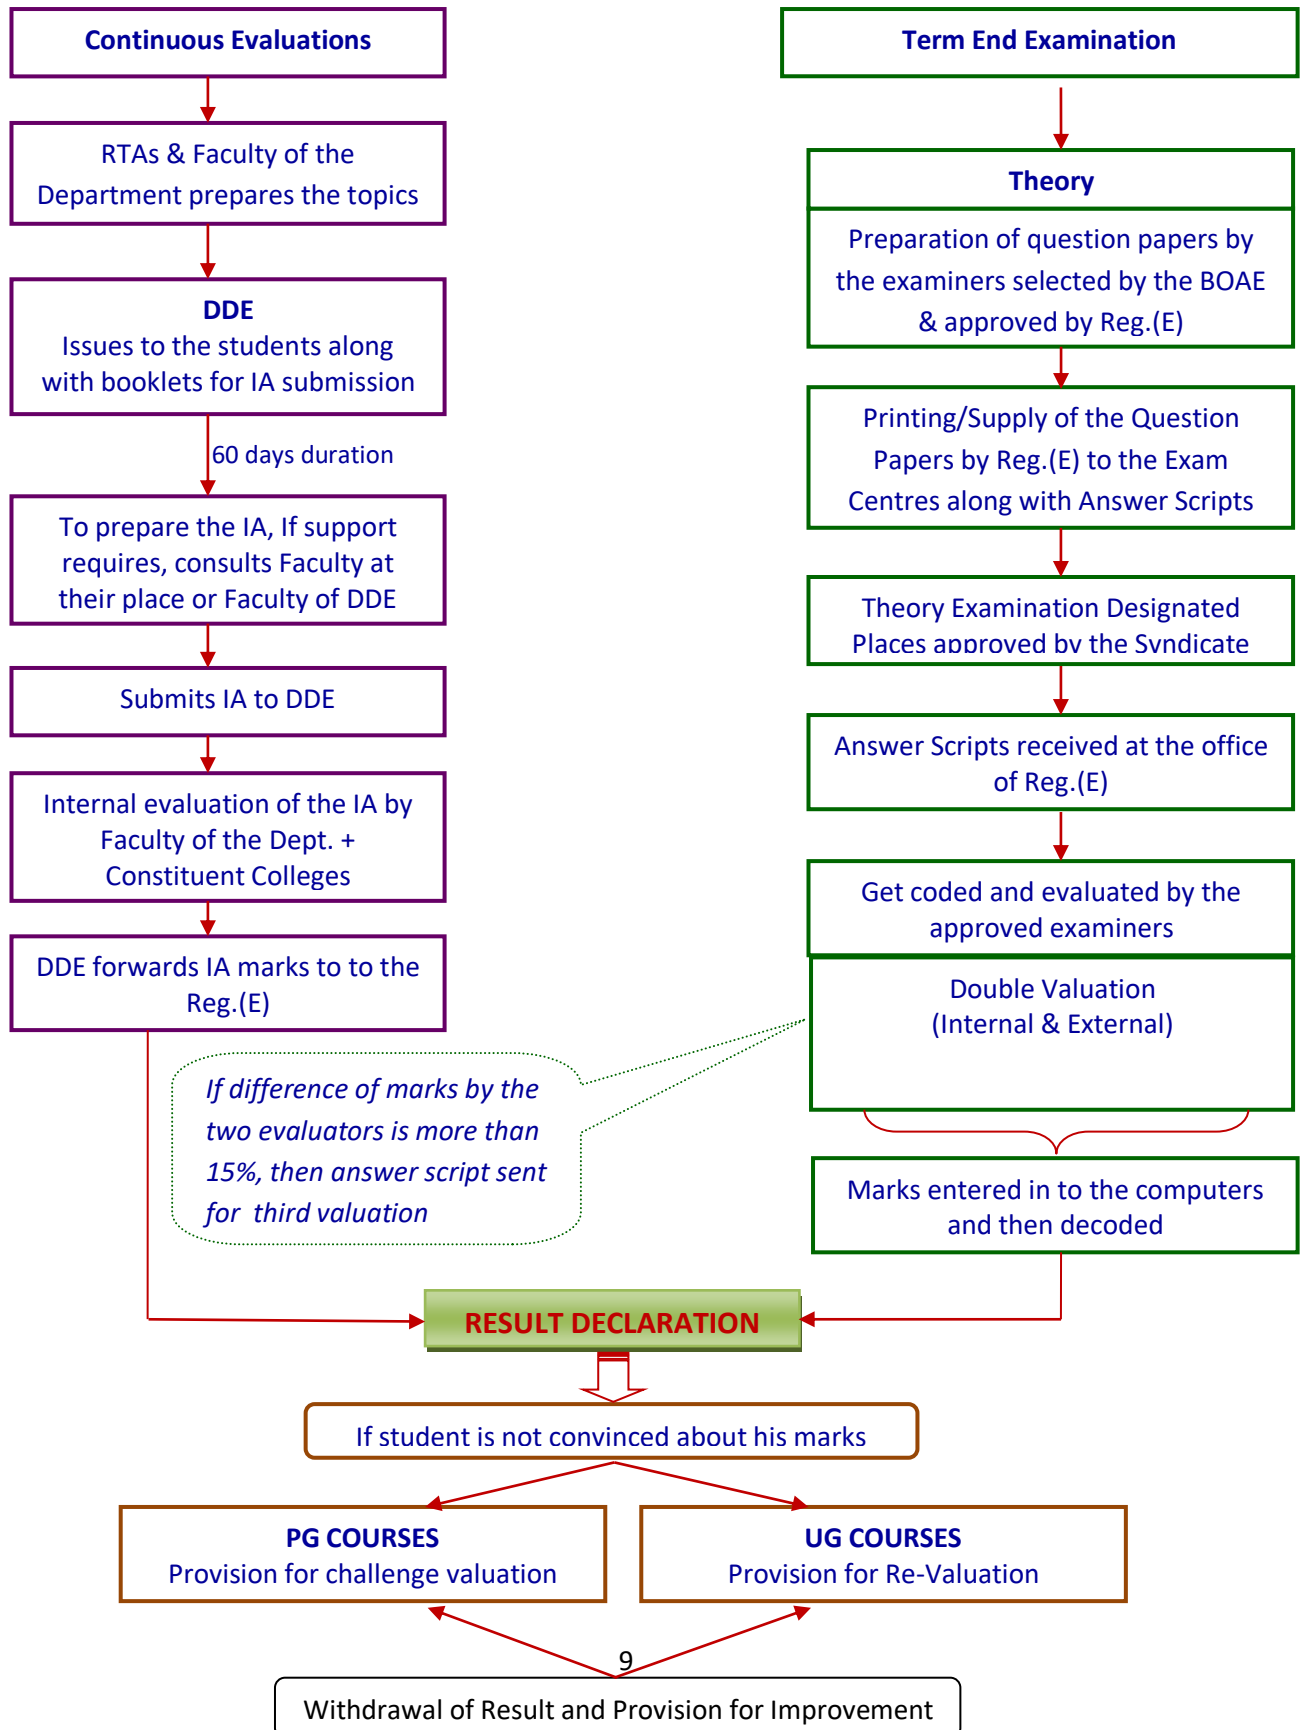 Continuous Evaluations
RTAs & Faculty of the
Department prepares the topics
DDE
Issues to the students along
with booklets for IA submission
60 days duration
To prepare the IA, If support
requires, consults Faculty at
their place or Faculty of DDE
Submits IA to DDE
Internal evaluation of the IA by
Faculty of the Dept. +
Constituent Colleges
DDE forwards IA marks to to the
Reg.(E)
Term End Examination
Theory
Preparation of question papers by
the examiners selected by the BOAE
& approved by Reg.(E)
Printing/Supply of the Question
Papers by Reg.(E) to the Exam
Centres along with Answer Scripts
Theory Examination Designated
Places approved by the Syndicate
Answer Scripts received at the office
of Reg.(E)
Get coded and evaluated by the
approved examiners
Double Valuation
(Internal & External)
If difference of marks by the
two evaluators is more than
15%, then answer script sent
for third valuation
Marks entered in to the computers
and then decoded
RESULT DECLARATION
If student is not convinced about his marks
PG COURSES
Provision for challenge valuation
UG COURSES
Provision for Re-Valuation
9
Withdrawal of Result and Provision for Improvement